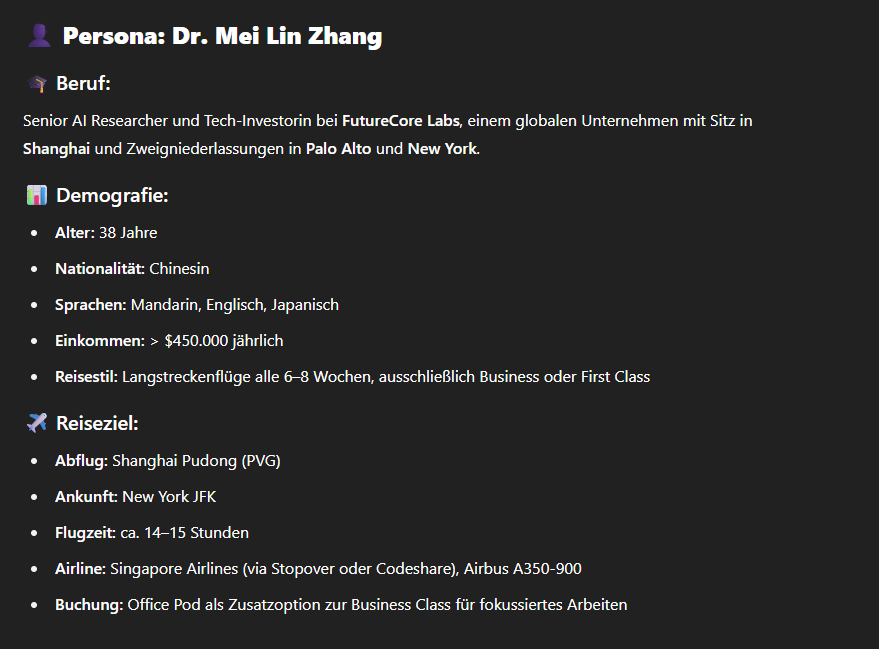 Persona: Dr. Mei Lin Zhang
Beruf:
Senior AI Researcher und Tech-Investorin bei FutureCore Labs, einem globalen Unternehmen mit Sitz in
Shanghai und Zweigniederlassungen in Palo Alto und New York.
Demografie:
Alter: 38 Jahre
Nationalität: Chinesin
Sprachen: Mandarin, Englisch, Japanisch
Einkommen: > $450.000 jährlich
Reisestil: Langstreckenflüge alle 6–8 Wochen, ausschließlich Business oder First Class
Reiseziel:
Abflug: Shanghai Pudong (PVG)
Ankunft: New York JFK
Flugzeit: ca. 14–15 Stunden
Airline: Singapore Airlines (via Stopover oder Codeshare), Airbus A350-900
Buchung: Office Pod als Zusatzoption zur Business Class für fokussiertes Arbeiten